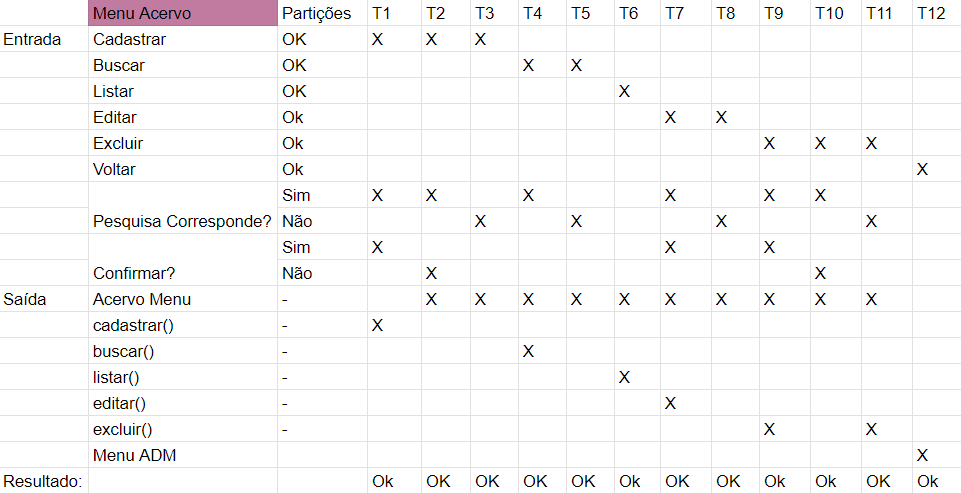 Menu Acervo Partições T1 T2 T3 T4 T5 T6 T7 T8 T9 T10 T11 T12
Entrada Cadastrar OK X X X
Buscar OK X X
Listar OK X
Editar Ok X X
Excluir Ok X X X
Voltar Ok X
Sim X X X X X X
Pesquisa Corresponde? Não X X X X
Sim X X X
Confirmar? Não X X
Saída Acervo Menu - X X X X X X X X X X
cadastrar() - X
buscar() - X
listar() - X
editar() - X
excluir() - X X
Menu ADM X
Resultado: Ok OK OK OK OK Ok OK OK Ok Ok OK Ok